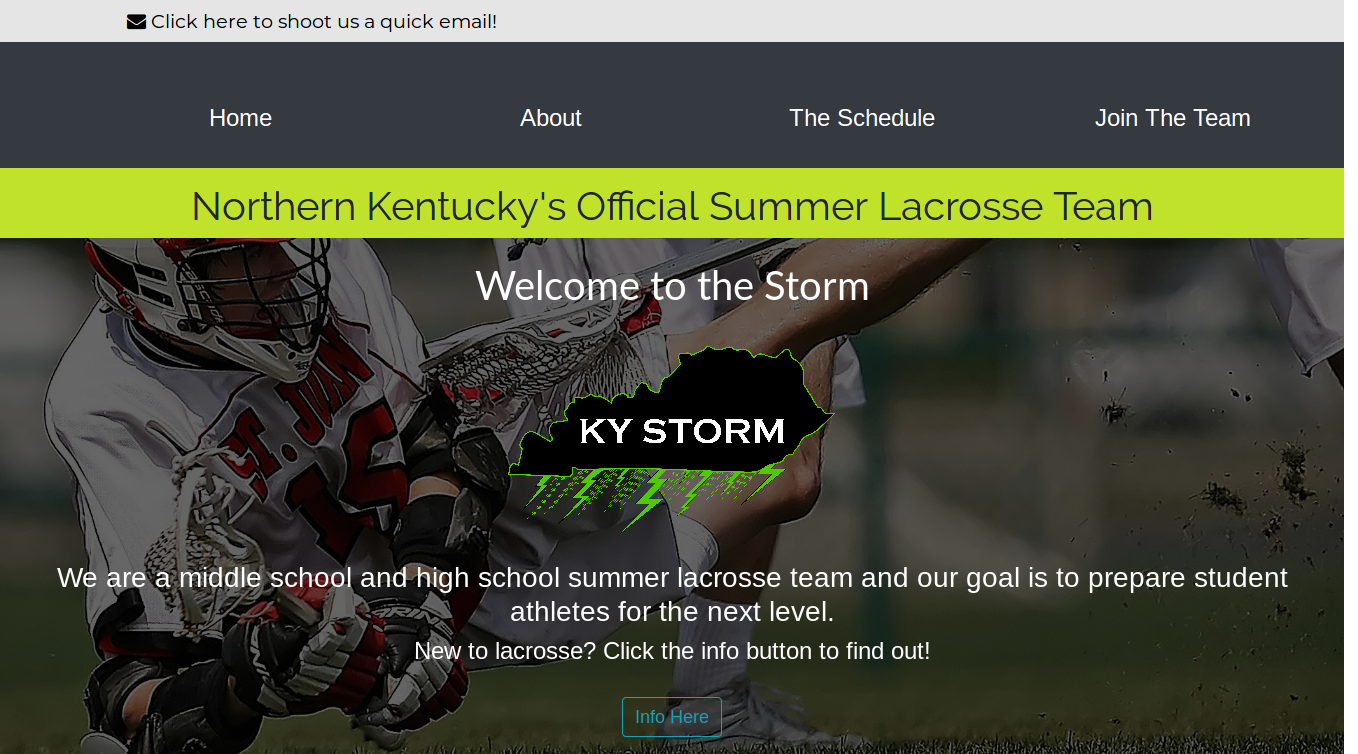 Click here to shoot us a quick email!
Home About The Schedule Join The Team
Northern Kentucky's Official Summer Lacrosse Team
Welcome to the Storm
KY STORM
ST. JOHN
15
We are a middle school and high school summer lacrosse team and our goal is to prepare student
athletes for the next level.
New to lacrosse? Click the info button to find out!
Info Here